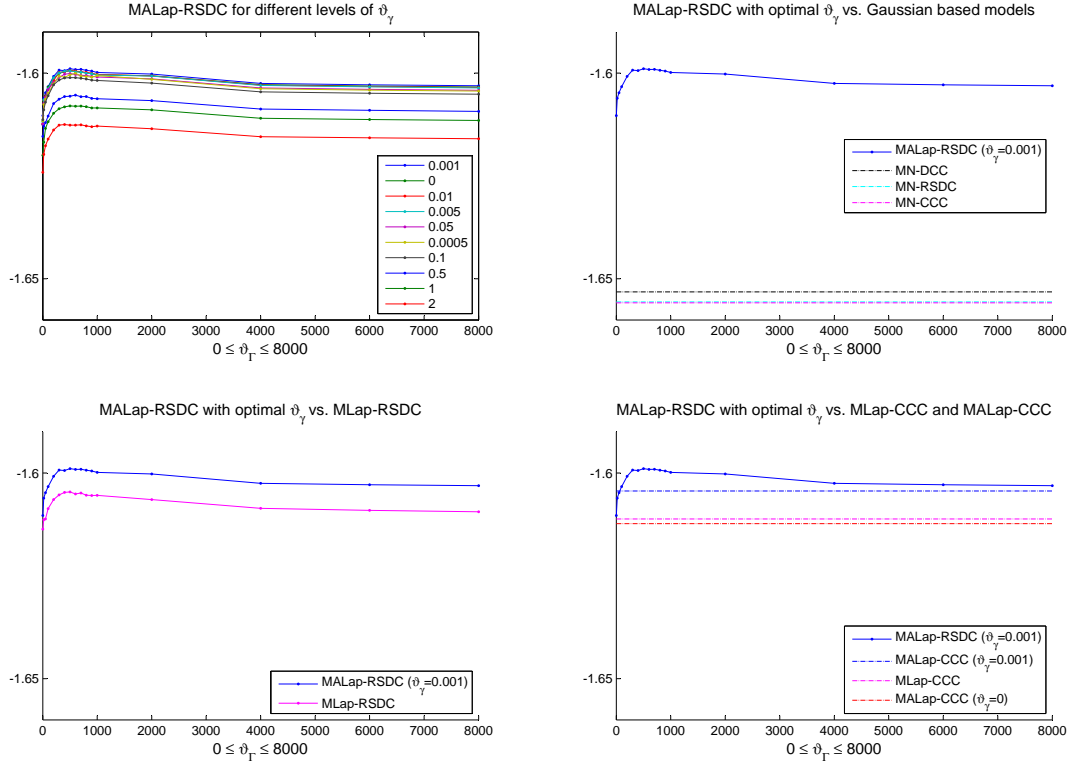 MALap-RSDC for different levels of ϑγ
-1.6
-1.65
0.001
0
0.01
0.005
0.05
0.0005
0.1
0.5
1
2
0 1000 2000 3000 4000 5000 6000 7000 8000
0 ≤ ϑΓ ≤ 8000
MALap-RSDC with optimal ϑγ vs. Gaussian based models
-1.6
-1.65
MALap-RSDC (ϑγ=0.001)
MN-DCC
MN-RSDC
MN-CCC
0 1000 2000 3000 4000 5000 6000 7000 8000
0 ≤ ϑΓ ≤ 8000
MALap-RSDC with optimal ϑγ vs. MLap-RSDC
-1.6
-1.65
MALap-RSDC (ϑγ=0.001)
MLap-RSDC
0 1000 2000 3000 4000 5000 6000 7000 8000
0 ≤ ϑΓ ≤ 8000
MALap-RSDC with optimal ϑγ vs. MLap-CCC and MALap-CCC
-1.6
-1.65
MALap-RSDC (ϑγ=0.001)
MALap-CCC (ϑγ=0.001)
MLap-CCC
MALap-CCC (ϑγ=0)
0 1000 2000 3000 4000 5000 6000 7000 8000
0 ≤ ϑΓ ≤ 8000